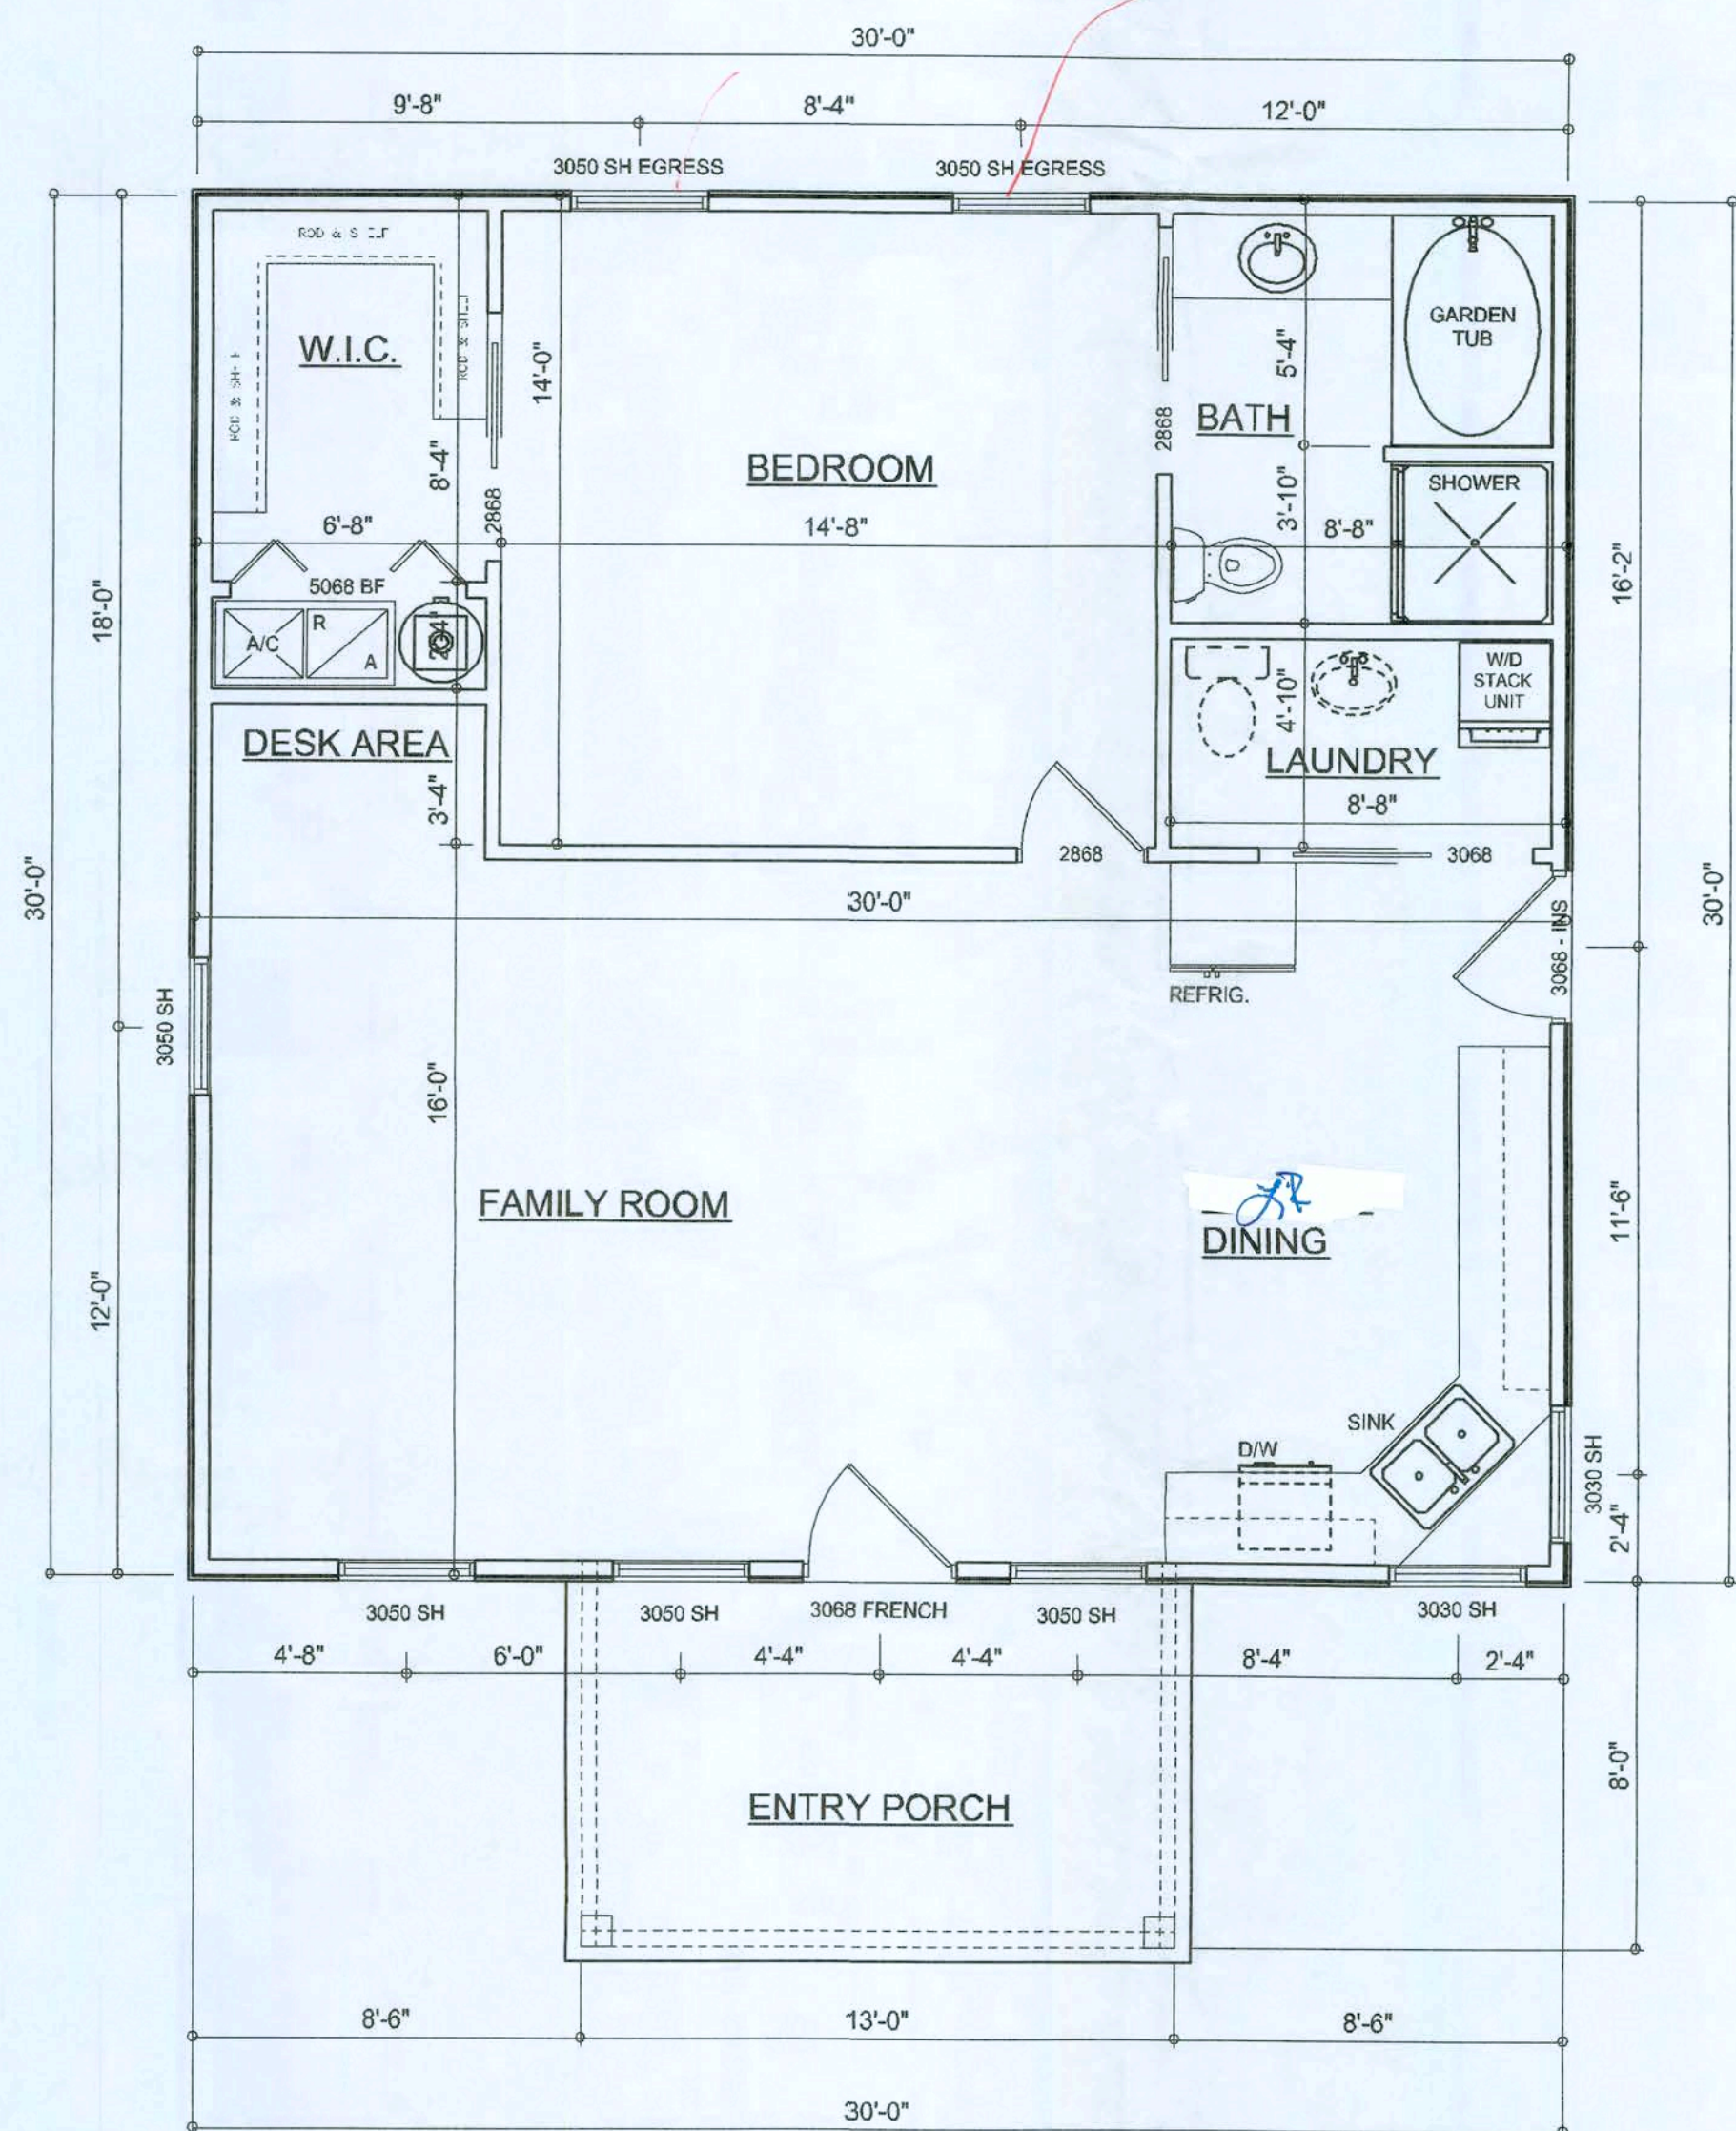 30'-0"
9'-8" 8'-4" 12'-0"
3050 SH EGRESS 3050 SH EGRESS
ROD & SHELF
W.I.C.
14'-0"
8'-4"
6'-8"
2868
5068 BF
A/C
R
A
BEDROOM
14'-8"
2868
BATH
5'-4"
GARDEN
TUB
SHOWER
3'-10"
8'-8"
4'-10"
W/D
STACK
UNIT
LAUNDRY
8'-8"
2868
3068
DESK AREA
3'-4"
30'-0"
18'-0"
30'-0"
3050 SH
12'-0"
16'-0"
REFRIG.
3068 - INS
16'-2"
30'-0"
11'-6"
FAMILY ROOM
DINING
SINK
D/W
3030 SH
2'-4"
3050 SH 3050 SH 3068 FRENCH 3050 SH 3030 SH
4'-8" 6'-0" 4'-4" 4'-4" 8'-4" 2'-4"
8'-0"
ENTRY PORCH
8'-6" 13'-0" 8'-6"
30'-0"